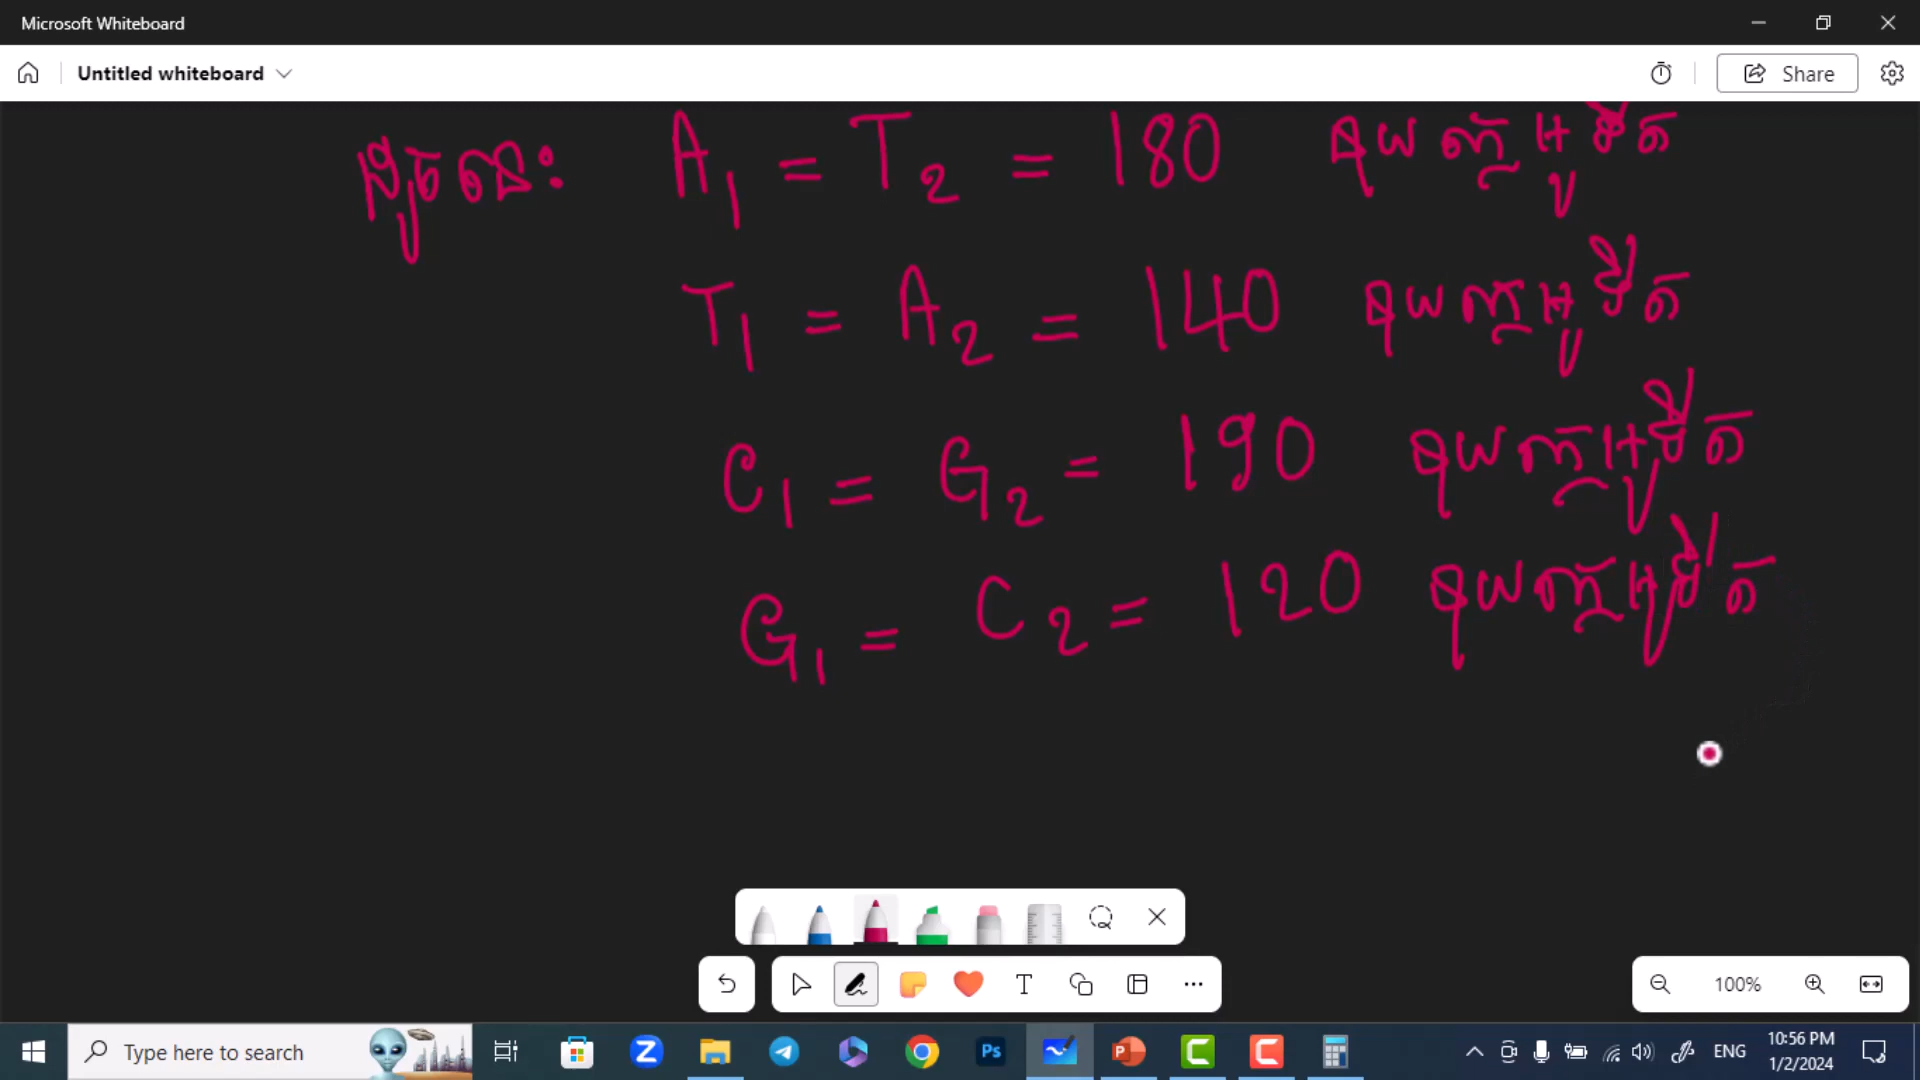 Microsoft Whiteboard
Untitled whiteboard
Share
ដូចនេះ A₁ = T₂ = 180 នុយក្លេអូទីត
T₁ = A₂ = 140 នុយក្លេអូទីត
C₁ = G₂ = 190 នុយក្លេអូទីត
G₁ = C₂ = 120 នុយក្លេអូទីត
100%
Type here to search
ENG
10:56 PM
1/2/2024